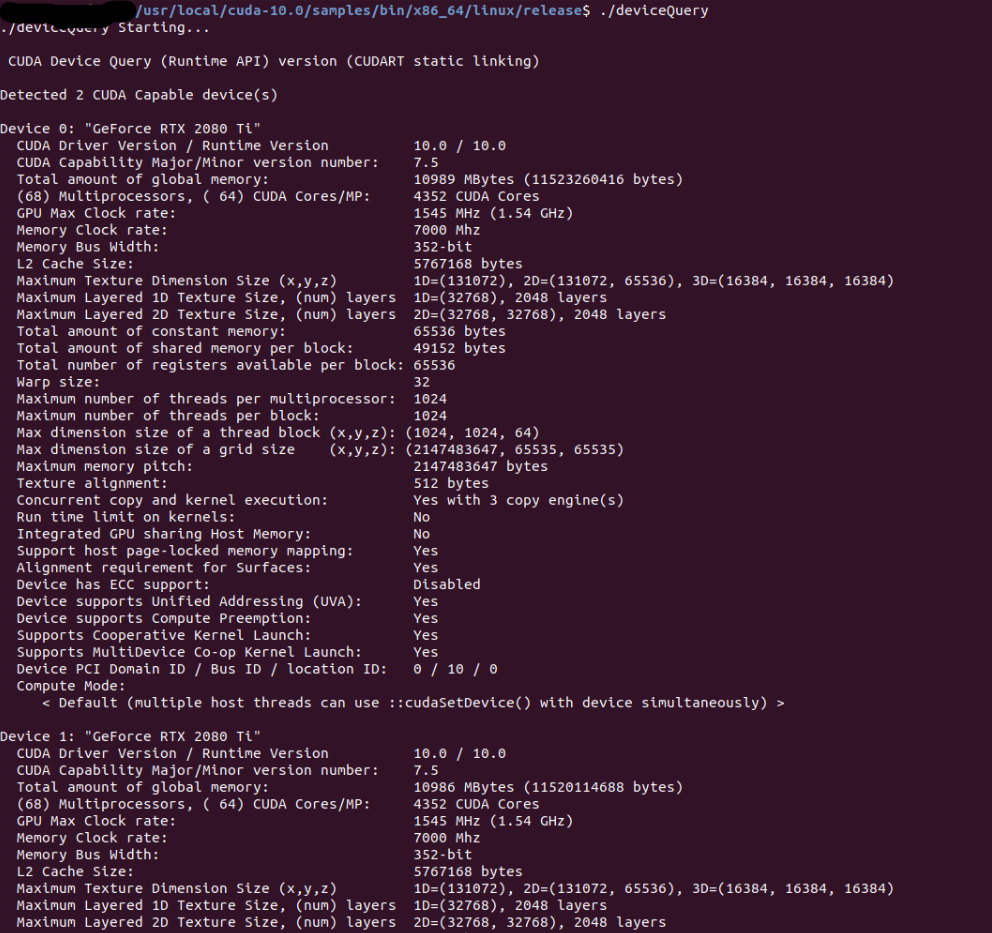 /usr/local/cuda-10.0/samples/bin/x86_64/linux/release$ ./deviceQuery
./deviceQuery Starting...
CUDA Device Query (Runtime API) version (CUDART static linking)
Detected 2 CUDA Capable device(s)
Device 0: "GeForce RTX 2080 Ti"
CUDA Driver Version / Runtime Version 10.0 / 10.0
CUDA Capability Major/Minor version number: 7.5
Total amount of global memory: 10989 MBytes (11523260416 bytes)
(68) Multiprocessors, ( 64) CUDA Cores/MP: 4352 CUDA Cores
GPU Max Clock rate: 1545 MHz (1.54 GHz)
Memory Clock rate: 7000 Mhz
Memory Bus Width: 352-bit
L2 Cache Size: 5767168 bytes
Maximum Texture Dimension Size (x,y,z) 1D=(131072), 2D=(131072, 65536), 3D=(16384, 16384, 16384)
Maximum Layered 1D Texture Size, (num) layers 1D=(32768), 2048 layers
Maximum Layered 2D Texture Size, (num) layers 2D=(32768, 32768), 2048 layers
Total amount of constant memory: 65536 bytes
Total amount of shared memory per block: 49152 bytes
Total number of registers available per block: 65536
Warp size: 32
Maximum number of threads per multiprocessor: 1024
Maximum number of threads per block: 1024
Max dimension size of a thread block (x,y,z): (1024, 1024, 64)
Max dimension size of a grid size (x,y,z): (2147483647, 65535, 65535)
Maximum memory pitch: 2147483647 bytes
Texture alignment: 512 bytes
Concurrent copy and kernel execution: Yes with 3 copy engine(s)
Run time limit on kernels: No
Integrated GPU sharing Host Memory: No
Support host page-locked memory mapping: Yes
Alignment requirement for Surfaces: Yes
Device has ECC support: Disabled
Device supports Unified Addressing (UVA): Yes
Device supports Compute Preemption: Yes
Supports Cooperative Kernel Launch: Yes
Supports MultiDevice Co-op Kernel Launch: Yes
Device PCI Domain ID / Bus ID / location ID: 0 / 10 / 0
Compute Mode:
< Default (multiple host threads can use ::cudaSetDevice() with device simultaneously) >
Device 1: "GeForce RTX 2080 Ti"
CUDA Driver Version / Runtime Version 10.0 / 10.0
CUDA Capability Major/Minor version number: 7.5
Total amount of global memory: 10986 MBytes (11520114688 bytes)
(68) Multiprocessors, ( 64) CUDA Cores/MP: 4352 CUDA Cores
GPU Max Clock rate: 1545 MHz (1.54 GHz)
Memory Clock rate: 7000 Mhz
Memory Bus Width: 352-bit
L2 Cache Size: 5767168 bytes
Maximum Texture Dimension Size (x,y,z) 1D=(131072), 2D=(131072, 65536), 3D=(16384, 16384, 16384)
Maximum Layered 1D Texture Size, (num) layers 1D=(32768), 2048 layers
Maximum Layered 2D Texture Size, (num) layers 2D=(32768, 32768), 2048 layers